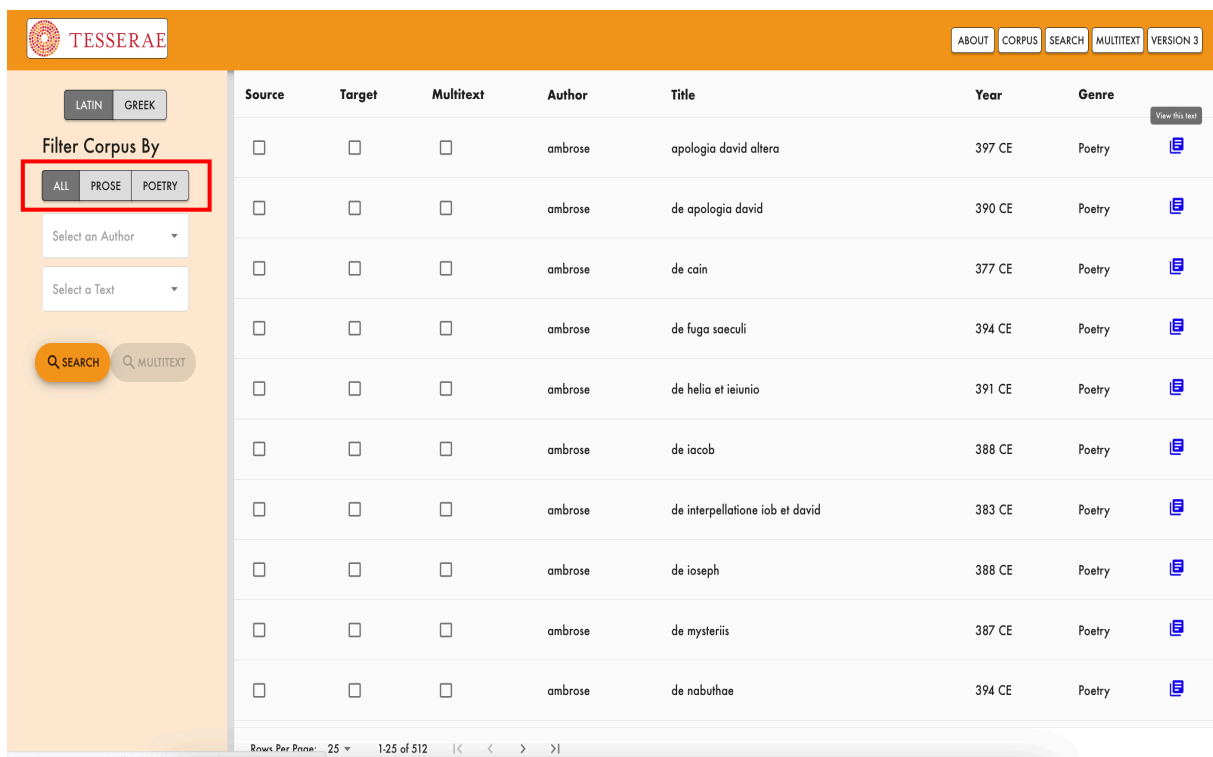 TESSERAE
ABOUT CORPUS SEARCH MULTITEXT VERSION 3
LATIN GREEK
Filter Corpus By
ALL PROSE POETRY
Select an Author
Select a Text
SEARCH MULTITEXT
Source Target Multitext Author Title Year Genre
View this text
ambrose apologia david altera 397 CE Poetry
ambrose de apologia david 390 CE Poetry
ambrose de cain 377 CE Poetry
ambrose de fuga saeculi 394 CE Poetry
ambrose de helia et ieiunio 391 CE Poetry
ambrose de iacob 388 CE Poetry
ambrose de interpellatione iob et david 383 CE Poetry
ambrose de ioseph 388 CE Poetry
ambrose de mysteriis 387 CE Poetry
ambrose de nabuthae 394 CE Poetry
Rows Per Page: 25 1-25 of 512